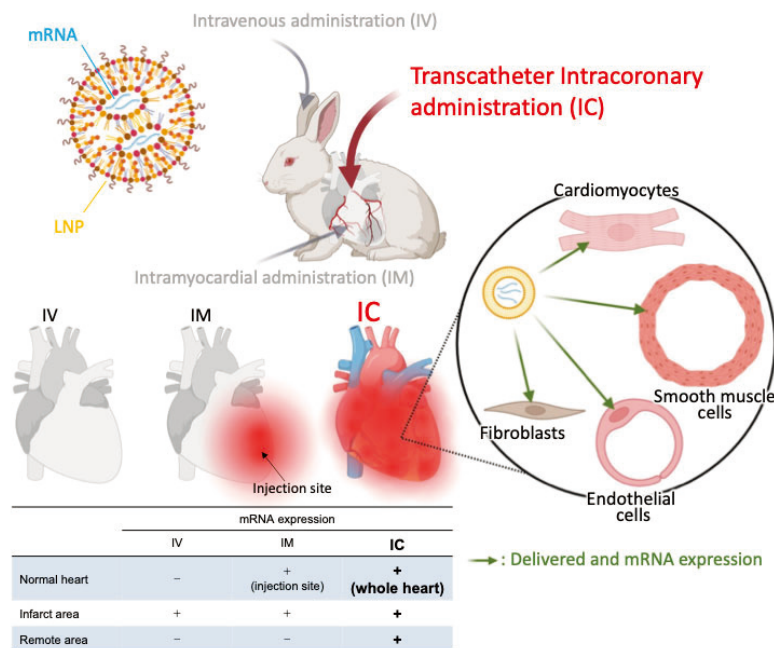 Intravenous administration (IV)
mRNA
Transcatheter Intracoronary
administration (IC)
LNP
Intramyocardial administration (IM)
Cardiomyocytes
Smooth muscle
cells
Fibroblasts
Endothelial
cells
IV
IM
IC
Injection site
mRNA expression
IV IM IC
Normal heart − + +
(injection site) (whole heart)
Infarct area + + +
Remote area − − +
: Delivered and mRNA expression